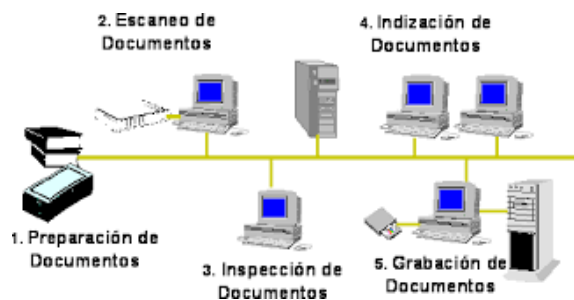 2. Escaneo de
Documentos
4. Indización de
Documentos
1. Preparación de
Documentos
3. Inspección de
Documentos
5. Grabación de
Documentos